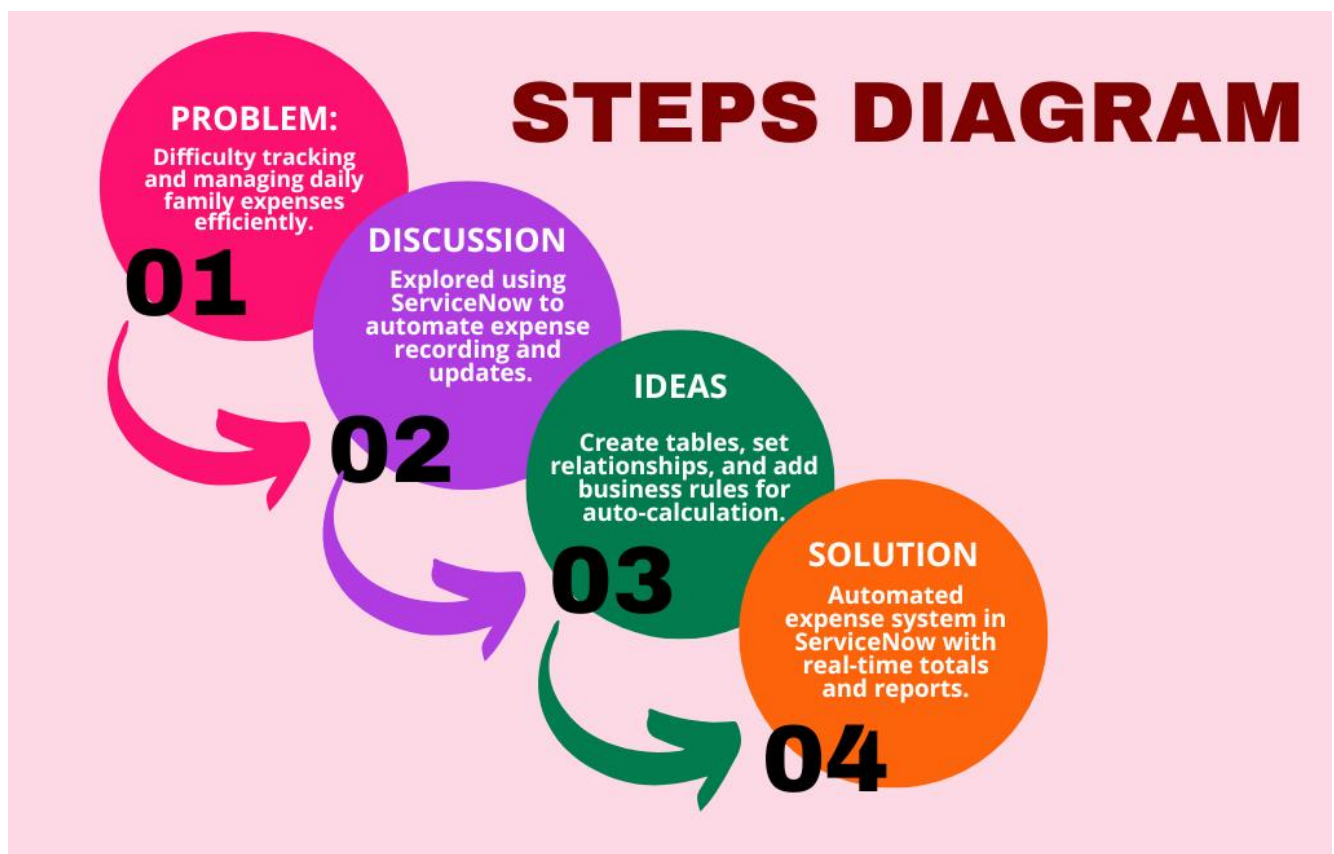 STEPS DIAGRAM
PROBLEM:
Difficulty tracking
and managing daily
family expenses
efficiently.
01
DISCUSSION
Explored using
ServiceNow to
automate expense
recording and
updates.
02
IDEAS
Create tables, set
relationships, and add
business rules for
auto-calculation.
03
SOLUTION
Automated
expense system in
ServiceNow with
real-time totals
and reports.
04